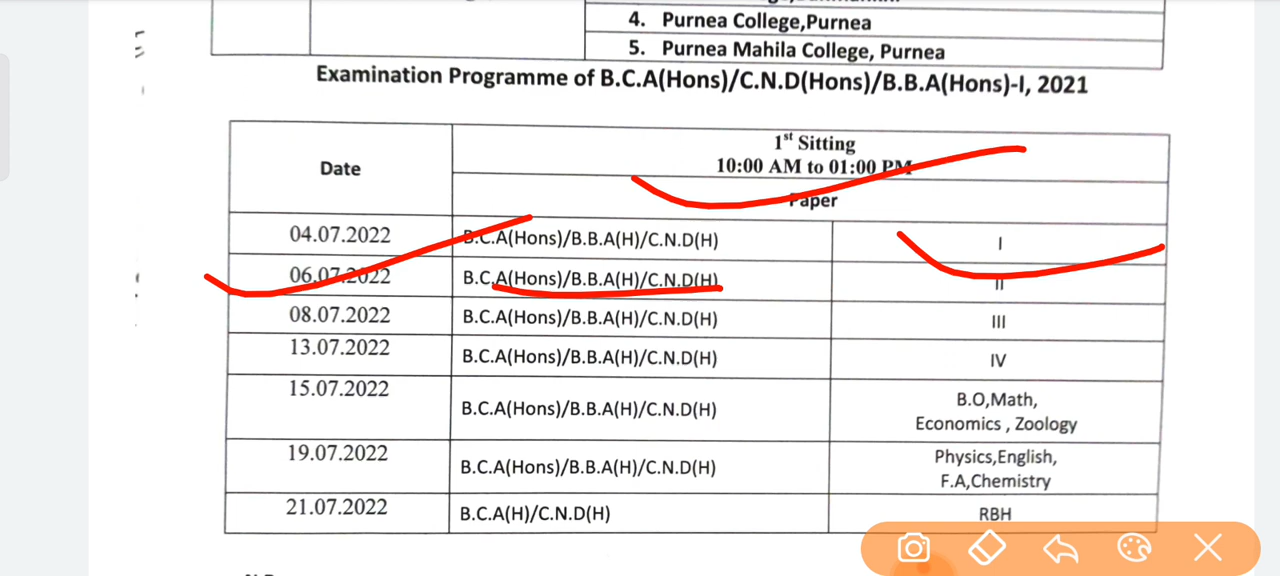 4. Purnea College,Purnea
5. Purnea Mahila College, Purnea
Examination Programme of B.C.A(Hons)/C.N.D(Hons)/B.B.A(Hons)-I, 2021
Date
1st Sitting
10:00 AM to 01:00 PM
Paper
04.07.2022 B.C.A(Hons)/B.B.A(H)/C.N.D(H) I
06.07.2022 B.C.A(Hons)/B.B.A(H)/C.N.D(H) II
08.07.2022 B.C.A(Hons)/B.B.A(H)/C.N.D(H) III
13.07.2022 B.C.A(Hons)/B.B.A(H)/C.N.D(H) IV
15.07.2022 B.C.A(Hons)/B.B.A(H)/C.N.D(H) B.O,Math,
Economics , Zoology
19.07.2022 B.C.A(Hons)/B.B.A(H)/C.N.D(H) Physics,English,
F.A,Chemistry
21.07.2022 B.C.A(H)/C.N.D(H) RBH